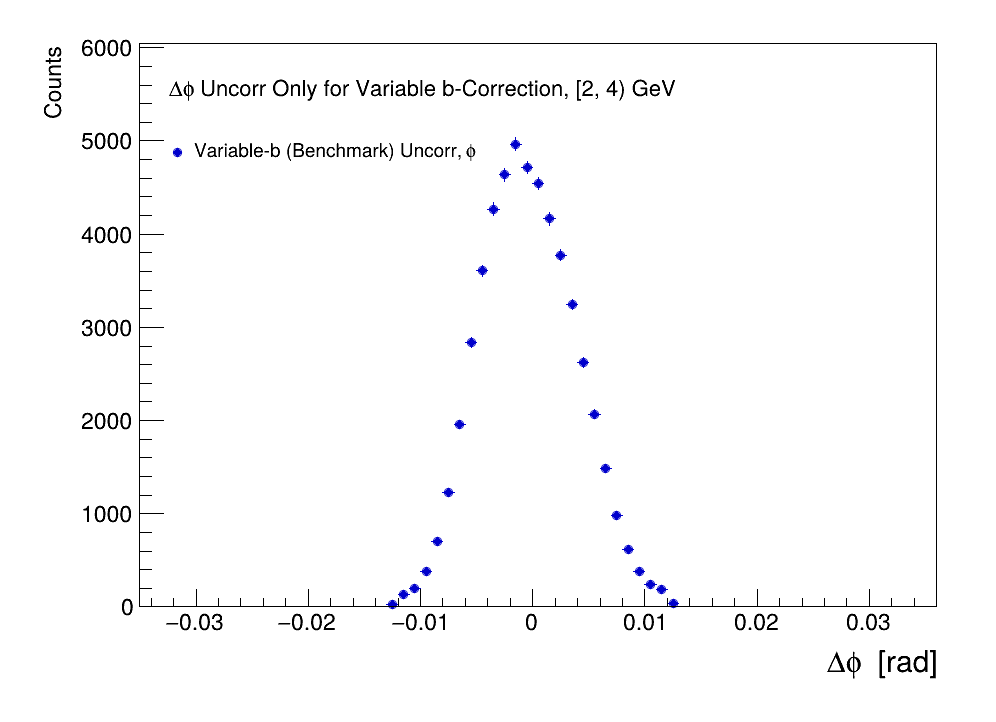 Counts
6000
5000
4000
3000
2000
1000
0
Δϕ Uncorr Only for Variable b-Correction, [2, 4) GeV
Variable-b (Benchmark) Uncorr, ϕ
−0.03 −0.02 −0.01 0 0.01 0.02 0.03
Δϕ [rad]